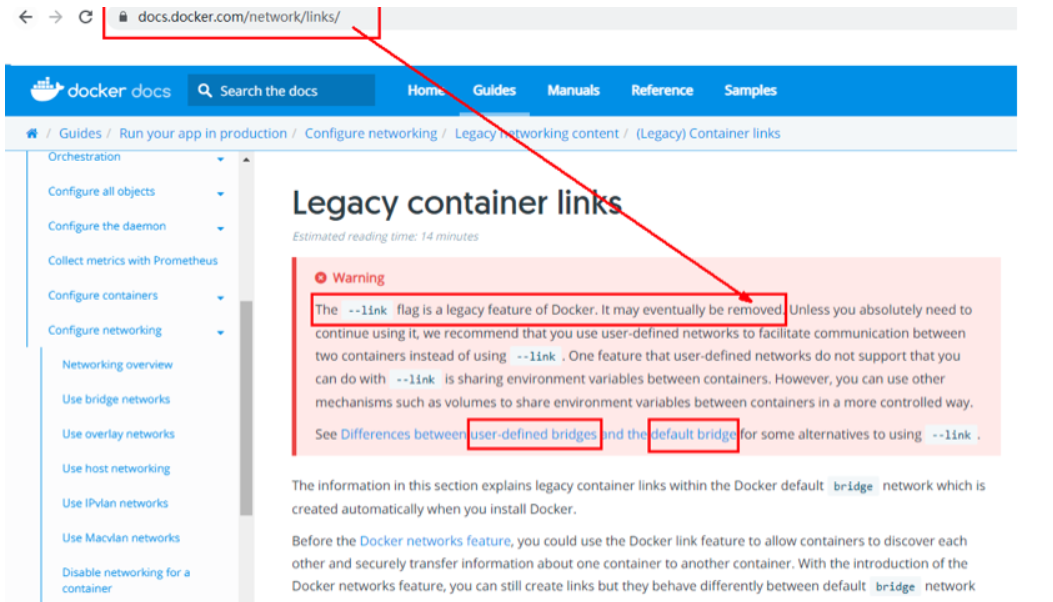 docs.docker.com/network/links/
docker docs
Search the docs
Home Guides Manuals Reference Samples
/ Guides / Run your app in production / Configure networking / Legacy networking content / (Legacy) Container links
Orchestration
Configure all objects
Configure the daemon
Collect metrics with Prometheus
Configure containers
Configure networking
Networking overview
Use bridge networks
Use overlay networks
Use host networking
Use IPvlan networks
Use Macvlan networks
Disable networking for a
container
Legacy container links
Estimated reading time: 14 minutes
Warning
The --link flag is a legacy feature of Docker. It may eventually be removed. Unless you absolutely need to
continue using it, we recommend that you use user-defined networks to facilitate communication between
two containers instead of using --link . One feature that user-defined networks do not support that you
can do with --link is sharing environment variables between containers. However, you can use other
mechanisms such as volumes to share environment variables between containers in a more controlled way.
See Differences between user-defined bridges and the default bridge for some alternatives to using --link .
The information in this section explains legacy container links within the Docker default bridge network which is
created automatically when you install Docker.
Before the Docker networks feature, you could use the Docker link feature to allow containers to discover each
other and securely transfer information about one container to another container. With the introduction of the
Docker networks feature, you can still create links but they behave differently between default bridge network